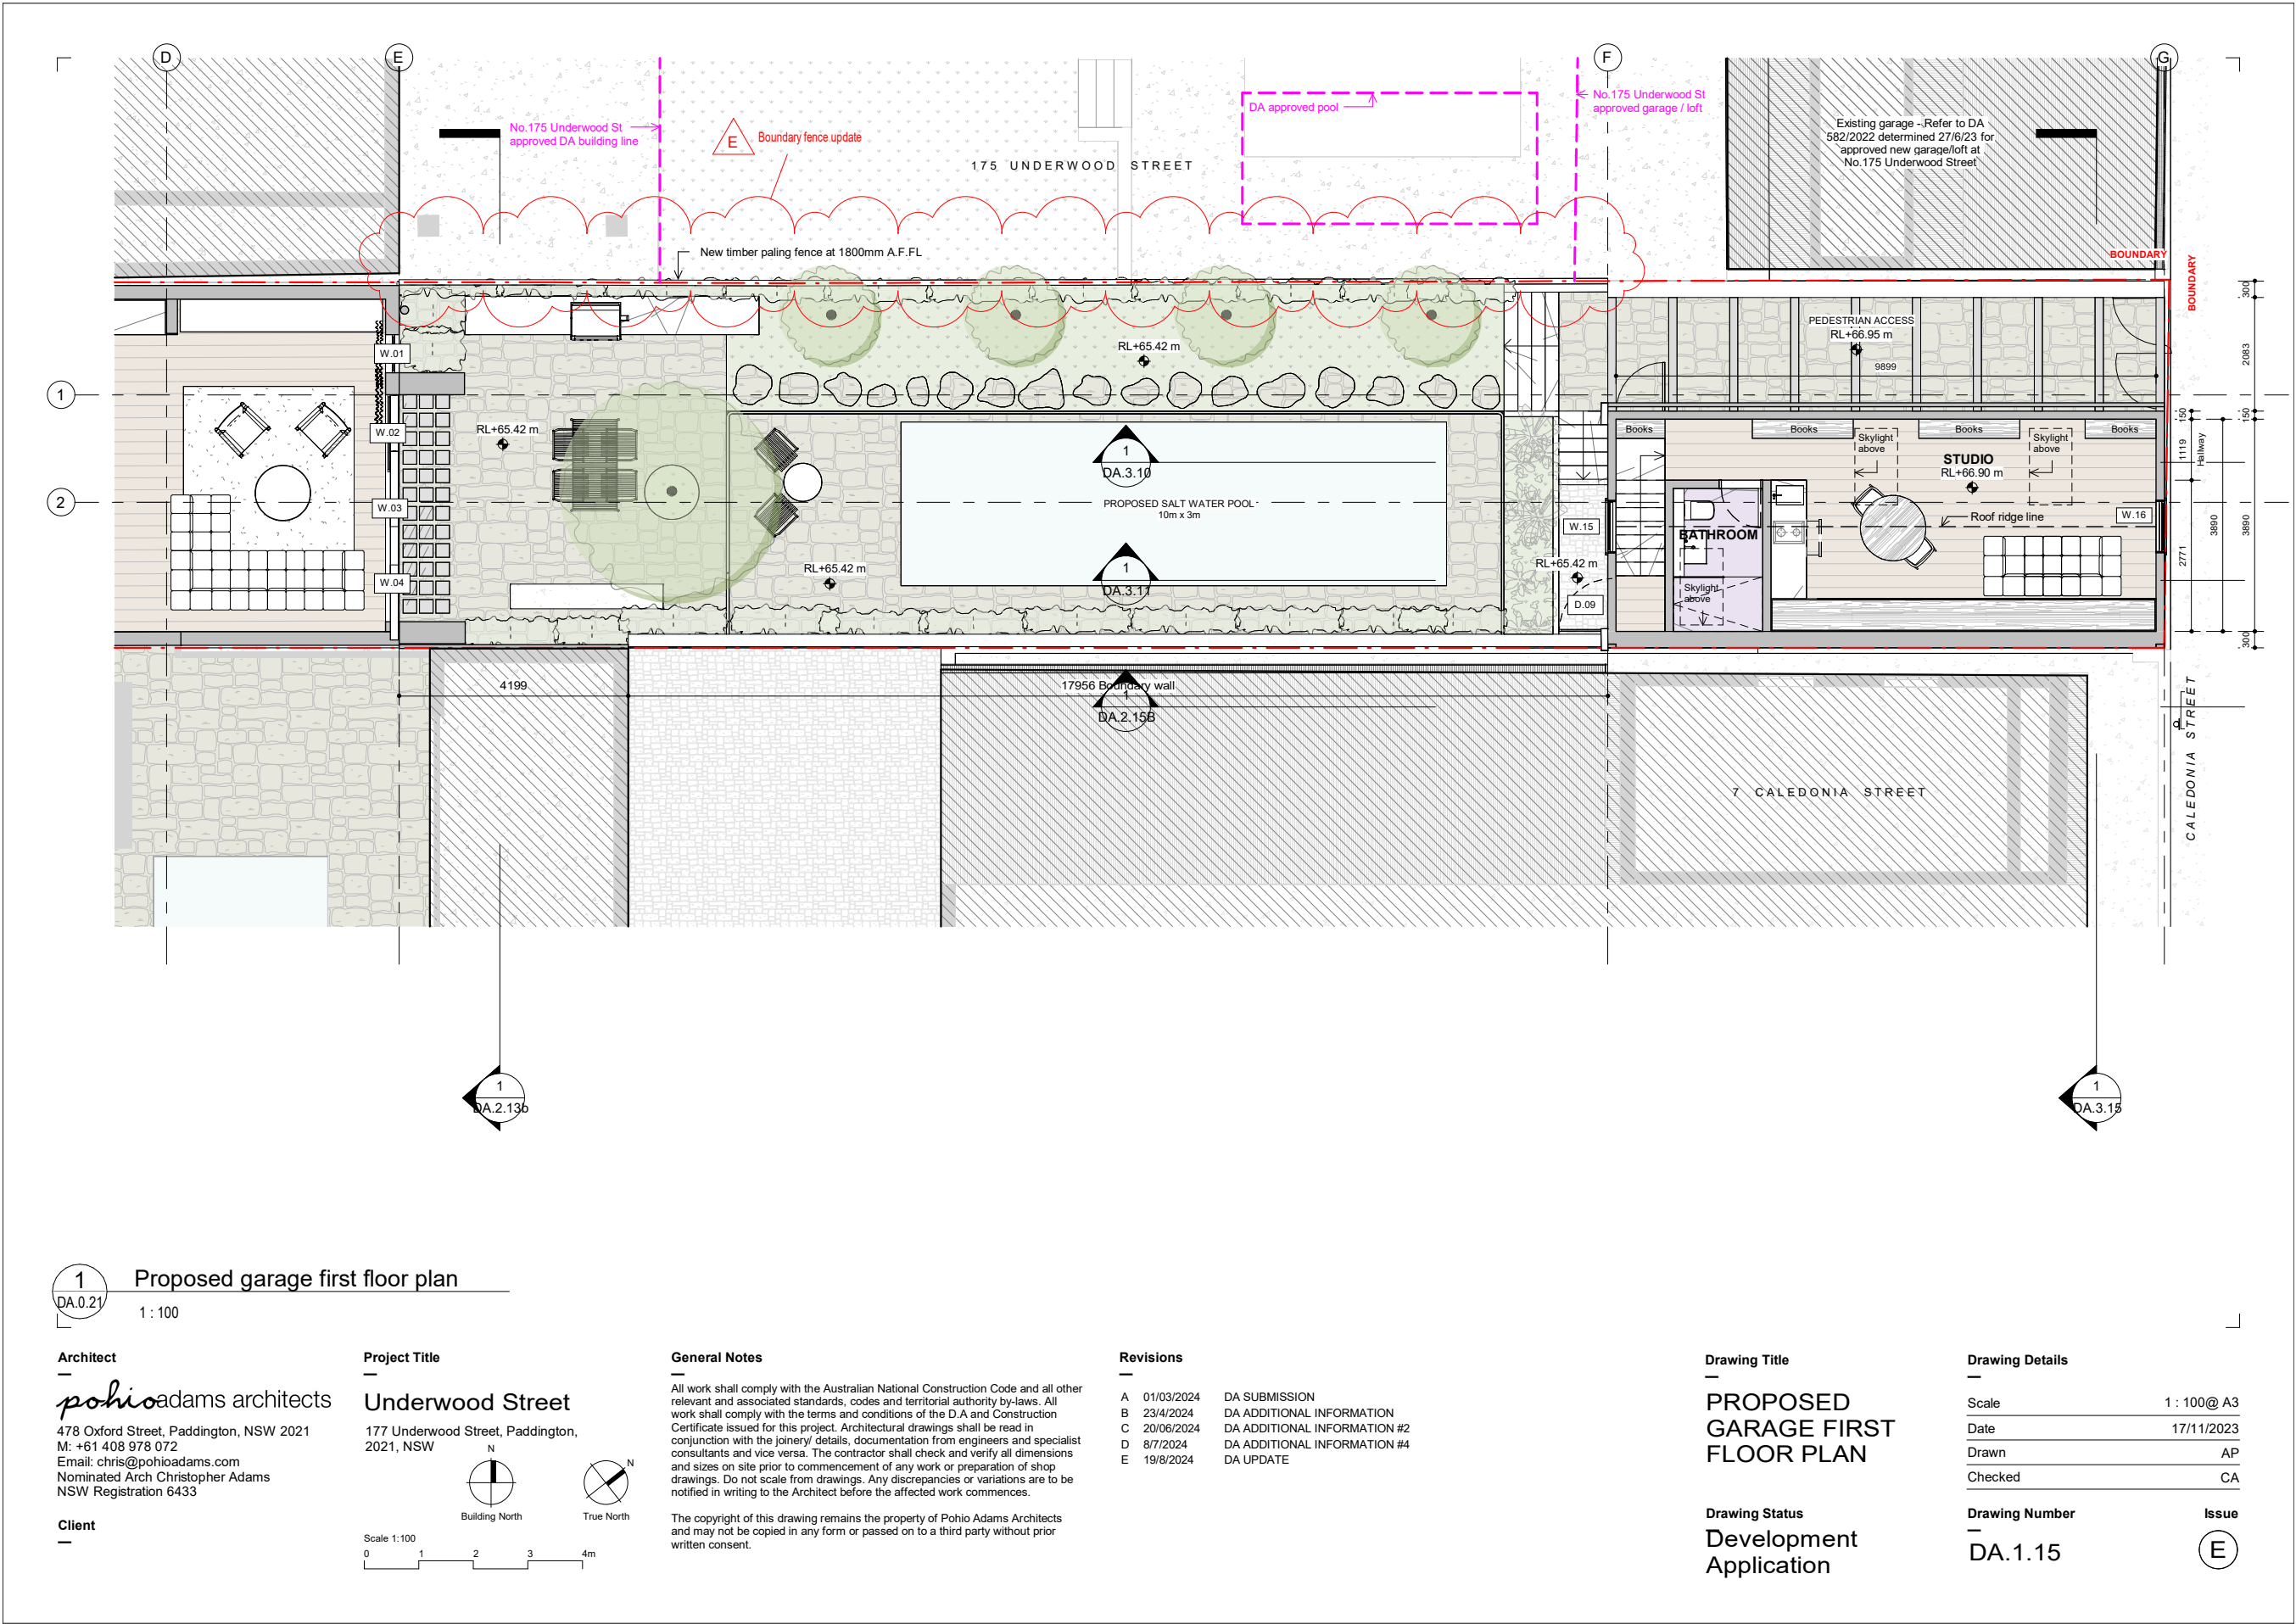 D
E
F
G
No.175 Underwood St
approved DA building line
E
Boundary fence update
175 UNDERWOOD STREET
DA approved pool
No.175 Underwood St
approved garage / loft
Existing garage - Refer to DA
582/2022 determined 27/6/23 for
approved new garage/loft at
No.175 Underwood Street
BOUNDARY
BOUNDARY
New timber paling fence at 1800mm A.F.FL
W.01
W.02
W.03
W.04
1
2
RL+65.42 m
RL+65.42 m
RL+65.42 m
RL+65.42 m
1
DA.3.10
PROPOSED SALT WATER POOL
10m x 3m
1
DA.3.11
W.15
D.09
PEDESTRIAN ACCESS
RL+66.95 m
9899
Books
Books
Books
Books
Skylight
above
Skylight
above
STUDIO
RL+66.90 m
Roof ridge line
W.16
BATHROOM
Skylight
above
300
2083
150
150
1119
Hallway
3890
3890
2771
300
4199
17956 Boundary wall
1
DA.2.15B
7 CALEDONIA STREET
CALEDONIA STREET
1
DA.2.13b
1
DA.3.15
1
DA.0.21
Proposed garage first floor plan
1 : 100
Architect
pohioadams architects
478 Oxford Street, Paddington, NSW 2021
M: +61 408 978 072
Email: chris@pohioadams.com
Nominated Arch Christopher Adams
NSW Registration 6433
Client
Project Title
Underwood Street
177 Underwood Street, Paddington,
2021, NSW
N
Building North
N
True North
Scale 1:100
0 1 2 3 4m
General Notes
All work shall comply with the Australian National Construction Code and all other
relevant and associated standards, codes and territorial authority by-laws. All
work shall comply with the terms and conditions of the D.A and Construction
Certificate issued for this project. Architectural drawings shall be read in
conjunction with the joinery/ details, documentation from engineers and specialist
consultants and vice versa. The contractor shall check and verify all dimensions
and sizes on site prior to commencement of any work or preparation of shop
drawings. Do not scale from drawings. Any discrepancies or variations are to be
notified in writing to the Architect before the affected work commences.
The copyright of this drawing remains the property of Pohio Adams Architects
and may not be copied in any form or passed on to a third party without prior
written consent.
Revisions
A 01/03/2024 DA SUBMISSION
B 23/4/2024 DA ADDITIONAL INFORMATION
C 20/06/2024 DA ADDITIONAL INFORMATION #2
D 8/7/2024 DA ADDITIONAL INFORMATION #4
E 19/8/2024 DA UPDATE
Drawing Title
PROPOSED
GARAGE FIRST
FLOOR PLAN
Drawing Status
Development
Application
Drawing Details
Scale 1 : 100@ A3
Date 17/11/2023
Drawn AP
Checked CA
Drawing Number
DA.1.15
Issue
E